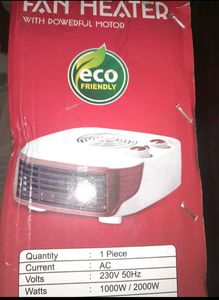 FAN HEATER
WITH POWERFUL MOTOR
eco
FRIENDLY
Quantity : 1 Piece
Current : AC
Volts : 230V 50Hz
Watts : 1000W / 2000W